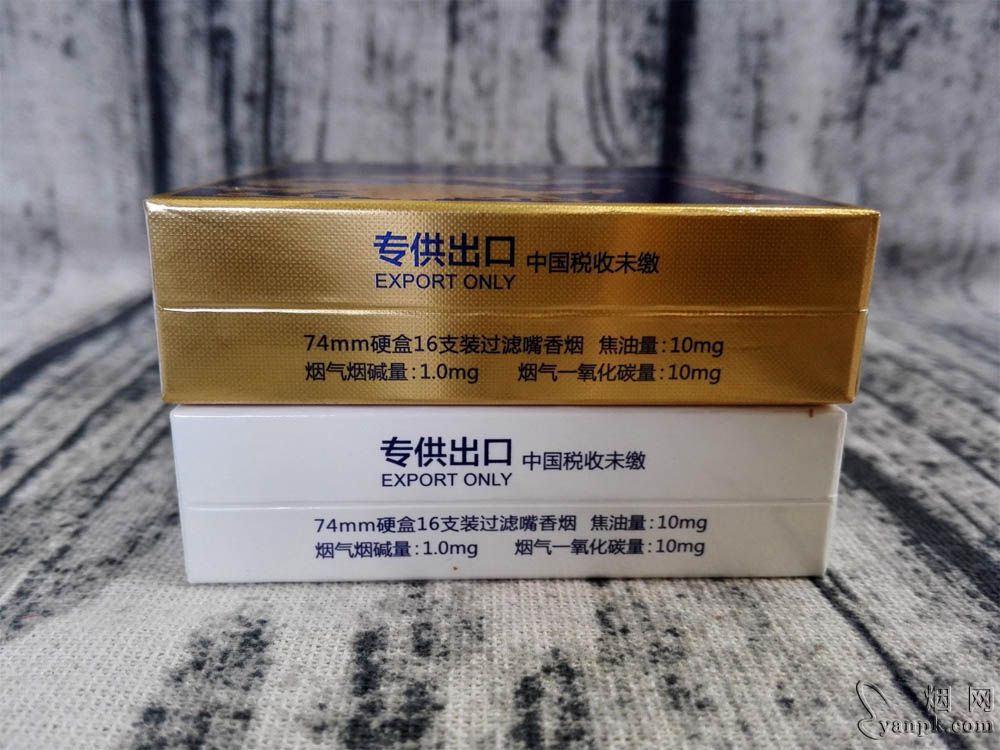 专供出口 中国税收未缴
EXPORT ONLY
74mm硬盒16支装过滤嘴香烟 焦油量:10mg
烟气烟碱量:1.0mg 烟气一氧化碳量:10mg
专供出口 中国税收未缴
EXPORT ONLY
74mm硬盒16支装过滤嘴香烟 焦油量:10mg
烟气烟碱量:1.0mg 烟气一氧化碳量:10mg
烟网
yanpk.com